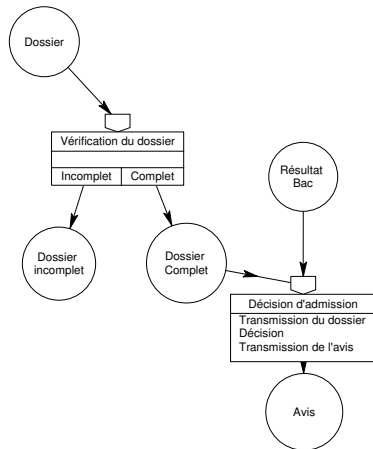 Dossier
Vérification du dossier
Incomplet Complet
Résultat
Bac
Dossier
incomplet
Dossier
Complet
Décision d'admission
Transmission du dossier
Décision
Transmission de l'avis
Avis